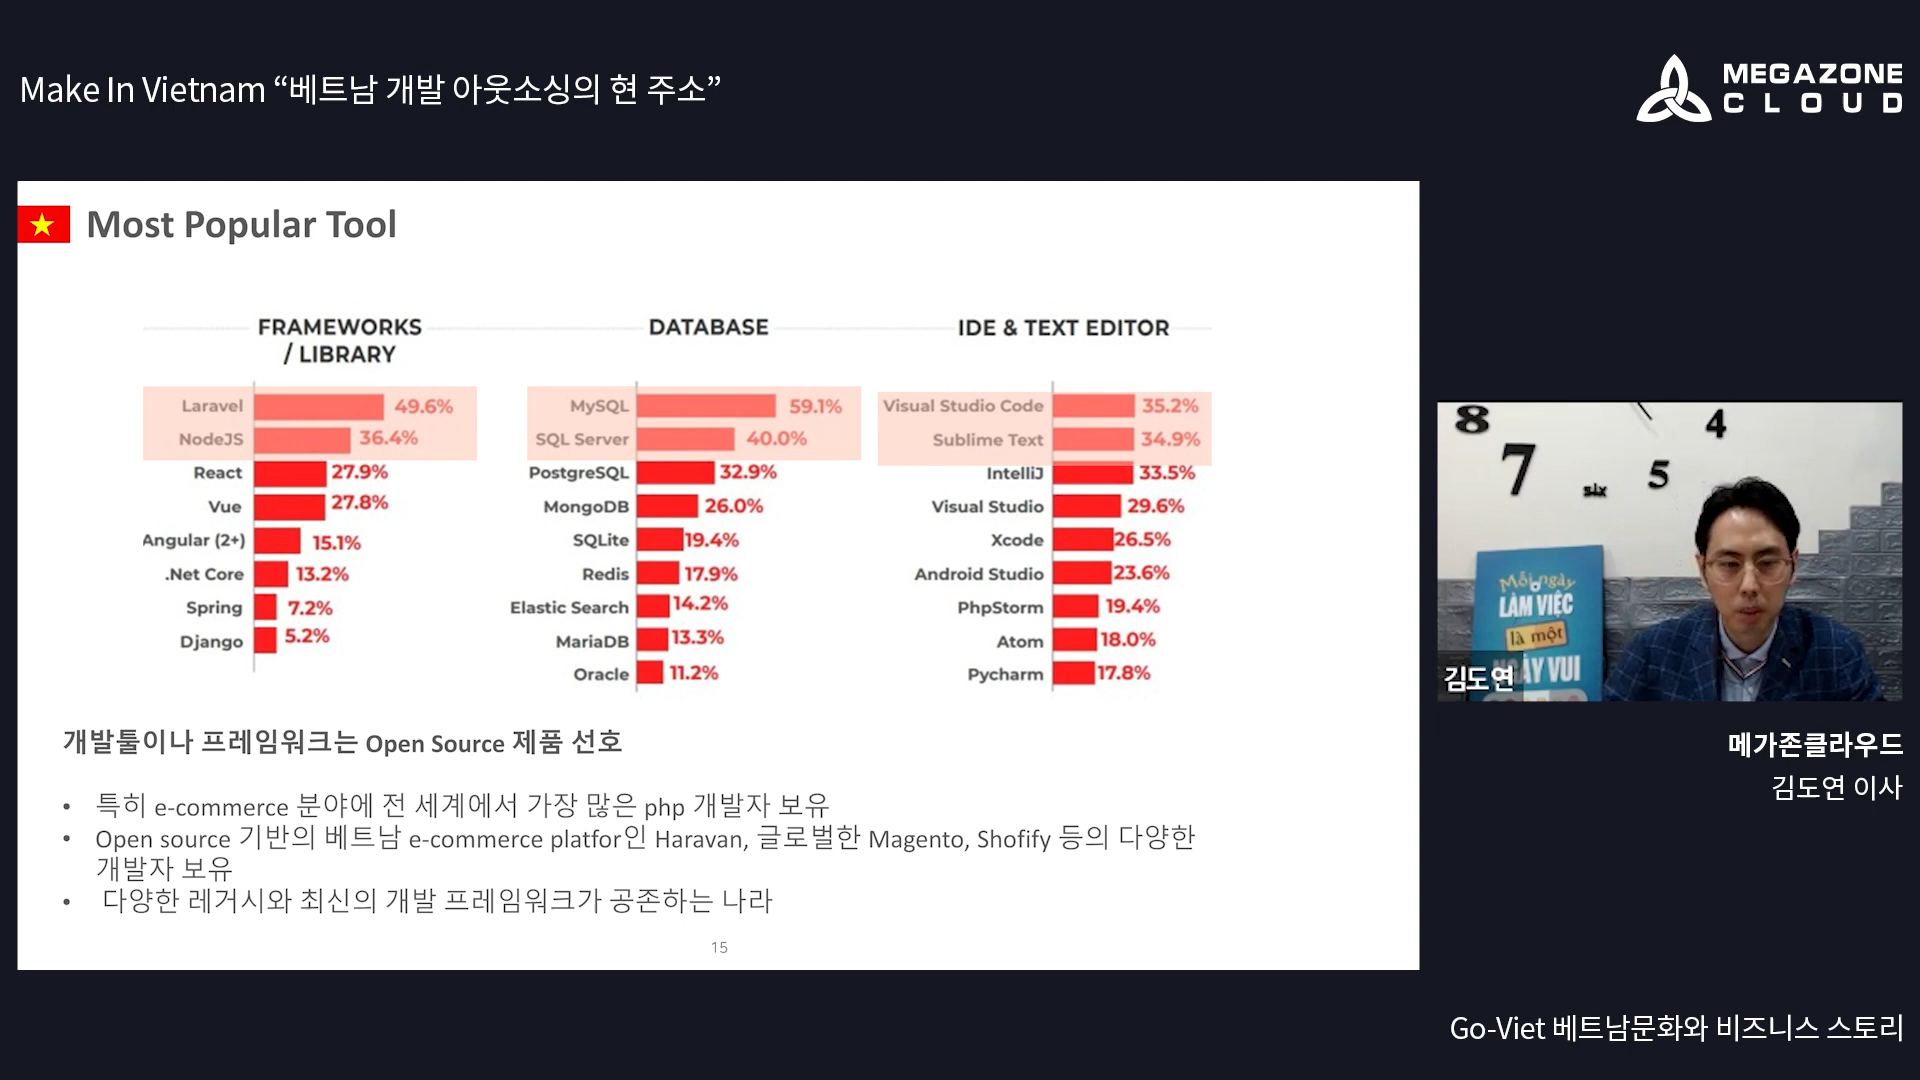 Make In Vietnam “베트남 개발 아웃소싱의 현 주소”
MEGAZONE
CLOUD
Most Popular Tool
FRAMEWORKS
/ LIBRARY
Laravel 49.6%
NodeJS 36.4%
React 27.9%
Vue 27.8%
Angular (2+) 15.1%
.Net Core 13.2%
Spring 7.2%
Django 5.2%
DATABASE
MySQL 59.1%
SQL Server 40.0%
PostgreSQL 32.9%
MongoDB 26.0%
SQLite 19.4%
Redis 17.9%
Elastic Search 14.2%
MariaDB 13.3%
Oracle 11.2%
IDE & TEXT EDITOR
Visual Studio Code 35.2%
Sublime Text 34.9%
IntelliJ 33.5%
Visual Studio 29.6%
Xcode 26.5%
Android Studio 23.6%
PhpStorm 19.4%
Atom 18.0%
Pycharm 17.8%
개발툴이나 프레임워크는 Open Source 제품 선호
• 특히 e-commerce 분야에 전 세계에서 가장 많은 php 개발자 보유
• Open source 기반의 베트남 e-commerce platfor인 Haravan, 글로벌한 Magento, Shofify 등의 다양한
개발자 보유
• 다양한 레거시와 최신의 개발 프레임워크가 공존하는 나라
15
8
4
7
5
six
Mỗi ngày
LÀM VIỆC
là một
NGÀY VUI
김도연
메가존클라우드
김도연 이사
Go-Viet 베트남문화와 비즈니스 스토리